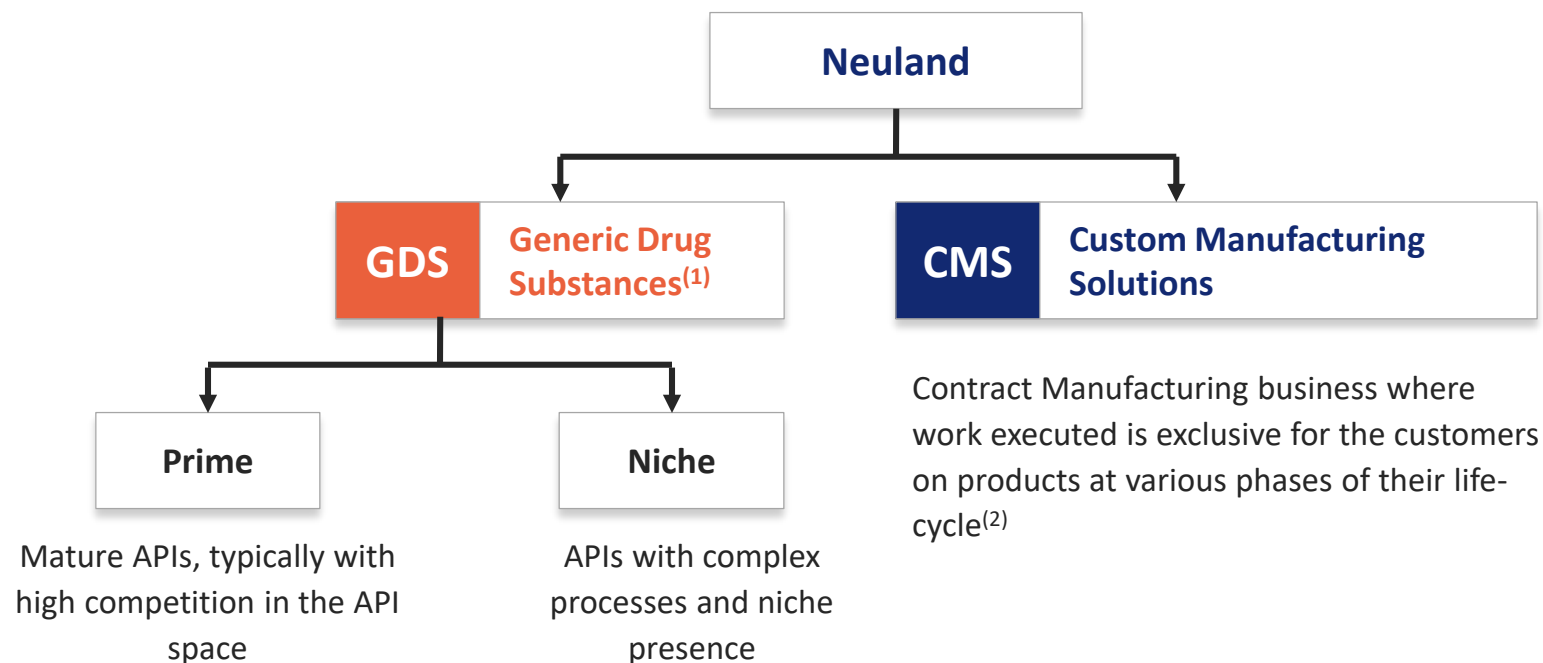 Neuland
GDS
Generic Drug
Substances(1)
CMS
Custom Manufacturing
Solutions
Prime
Mature APIs, typically with
high competition in the API
space
Niche
APIs with complex
processes and niche
presence
Contract Manufacturing business where
work executed is exclusive for the customers
on products at various phases of their life-
cycle(2)